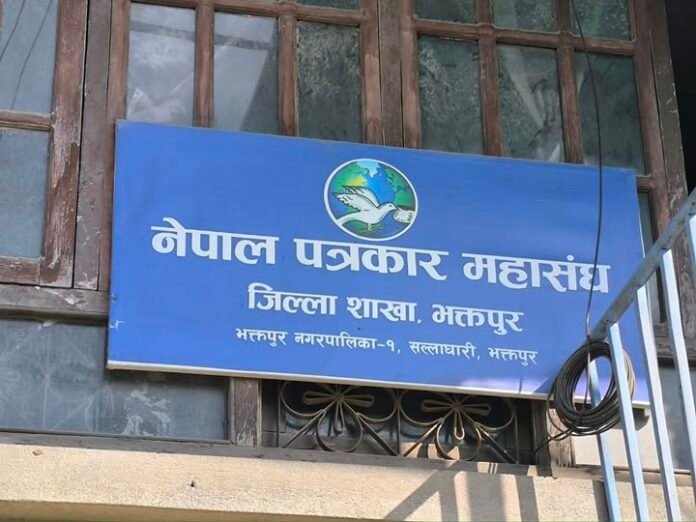 नेपाल पत्रकार महासंघ
जिल्ला शाखा, भक्तपुर
भक्तपुर नगरपालिका-१, सल्लाघारी, भक्तपुर